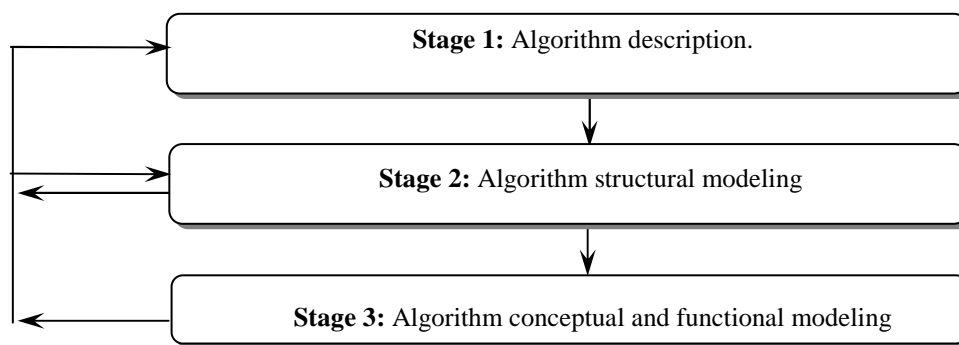 Stage 1: Algorithm description.
Stage 2: Algorithm structural modeling
Stage 3: Algorithm conceptual and functional modeling